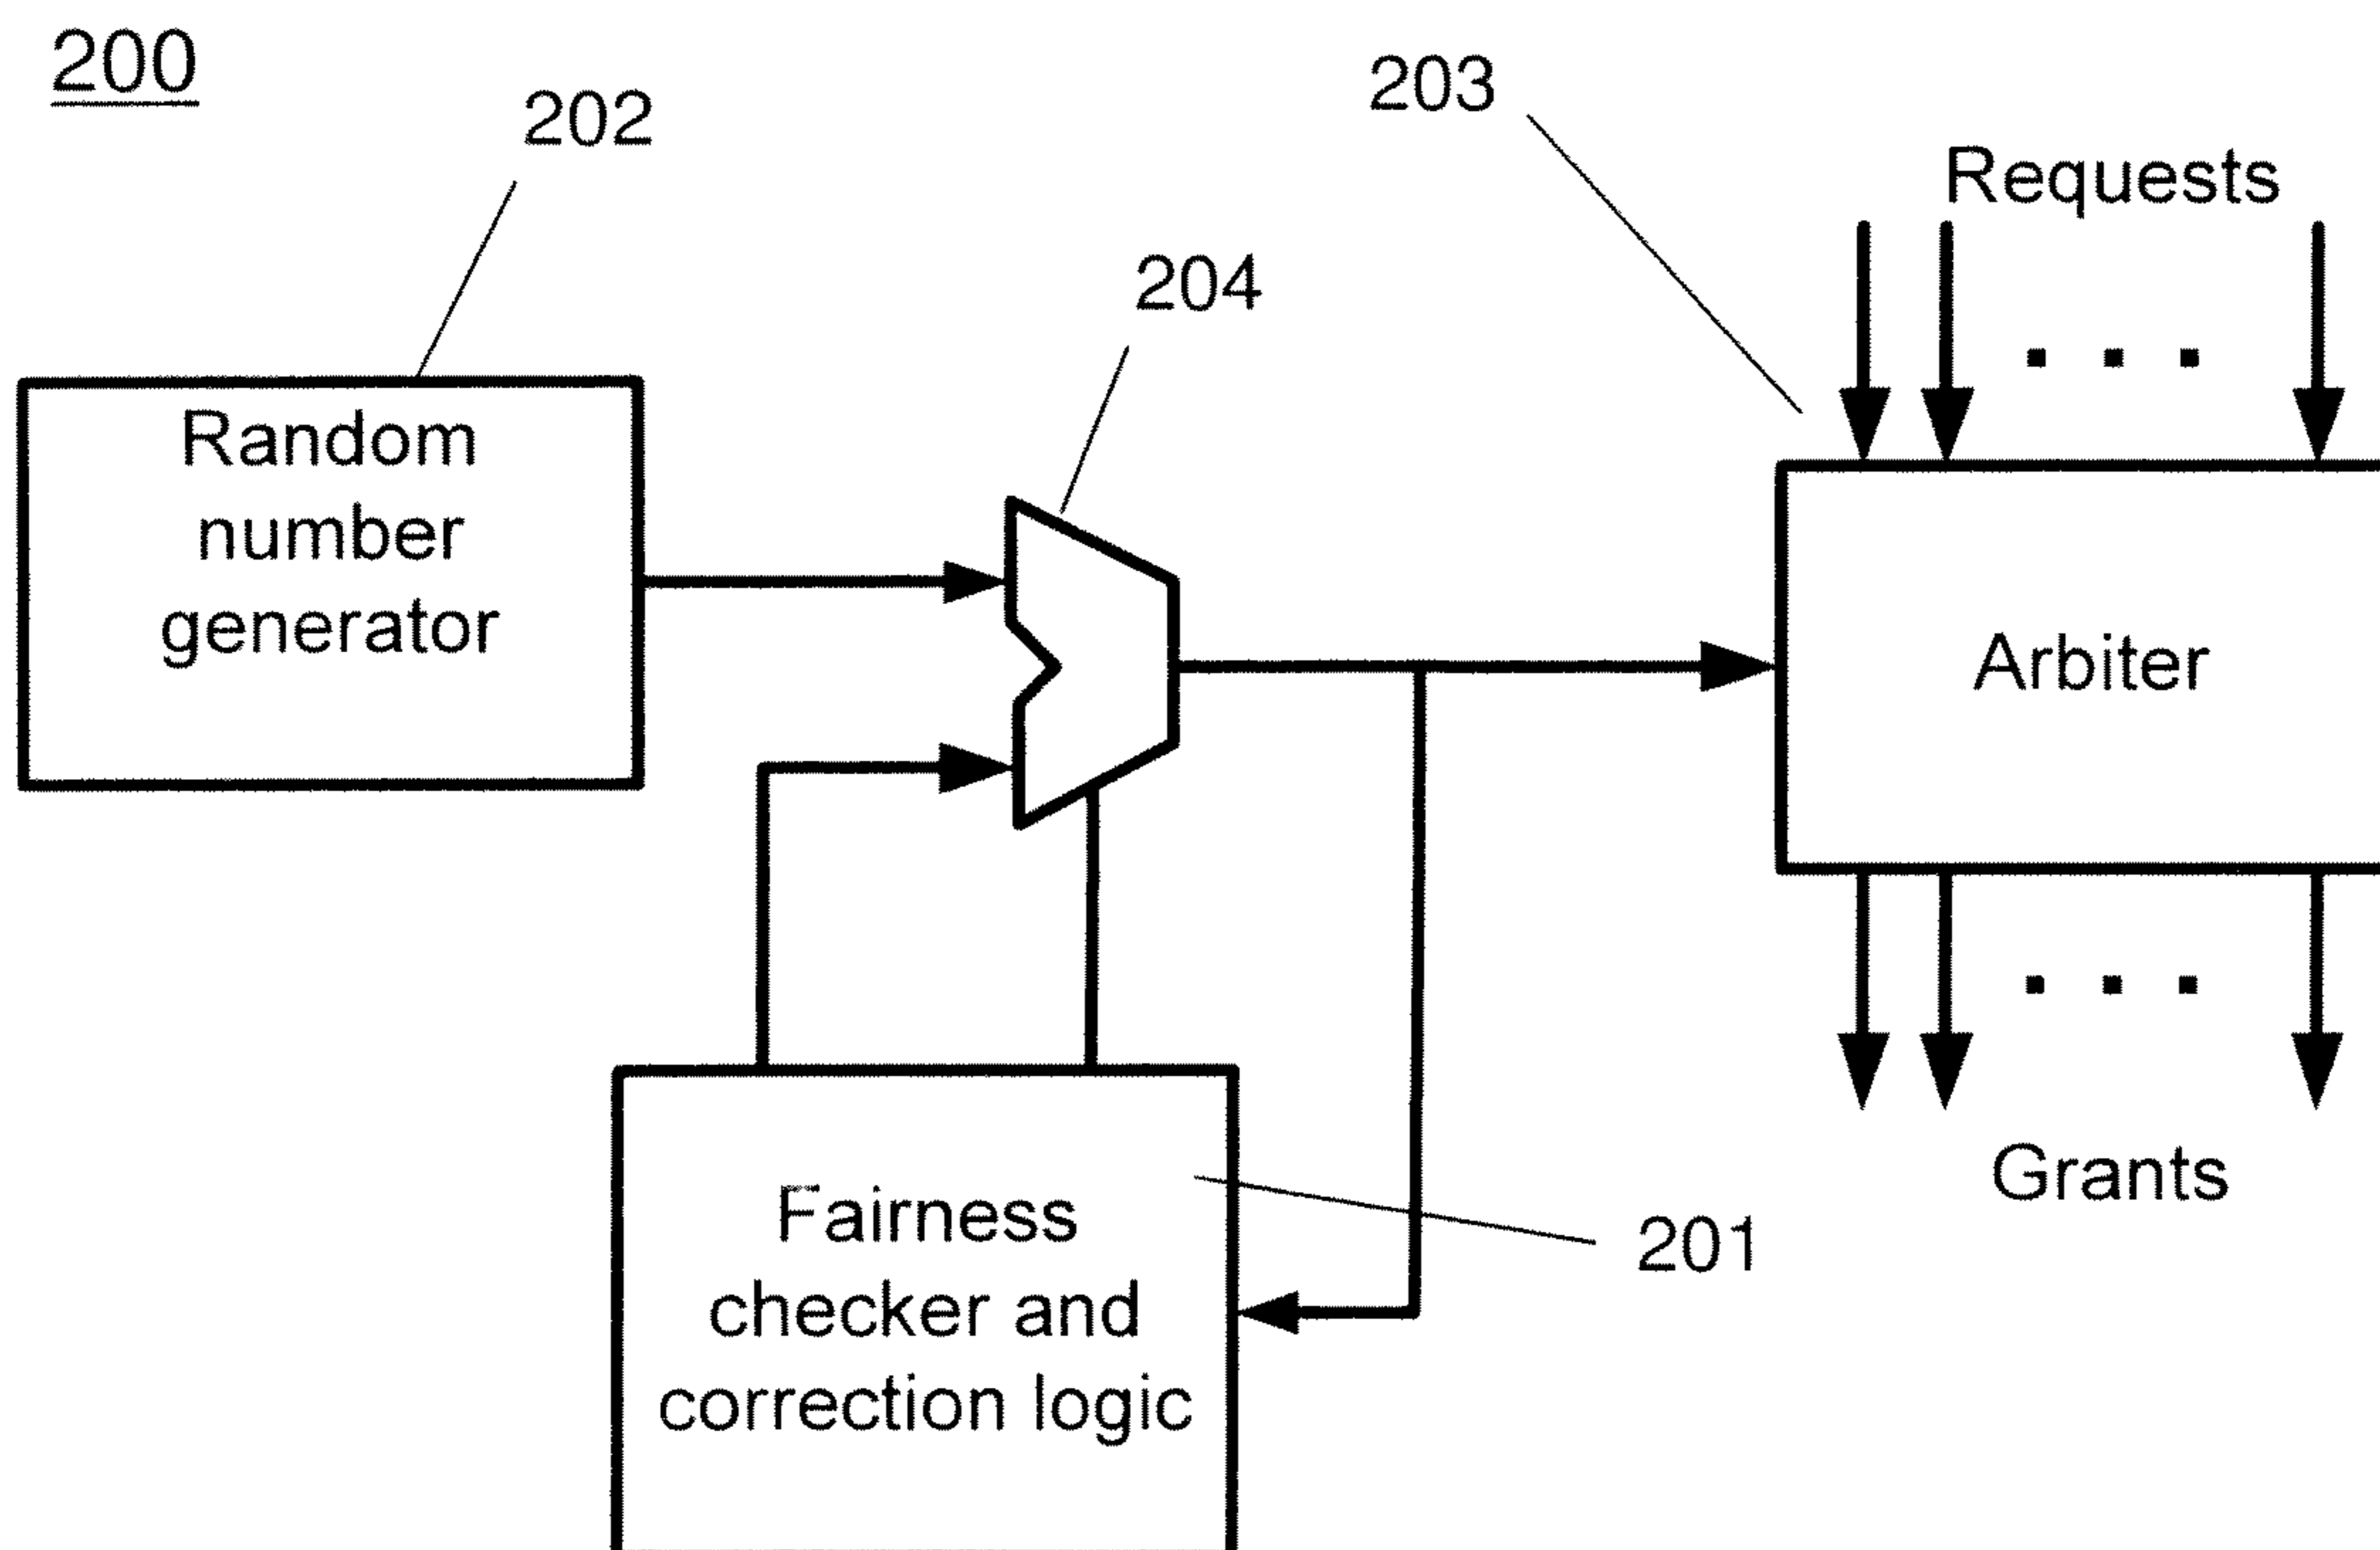 200
202
203
Requests
204
Random
number
generator
Arbiter
Grants
Fairness
checker and
correction logic
201